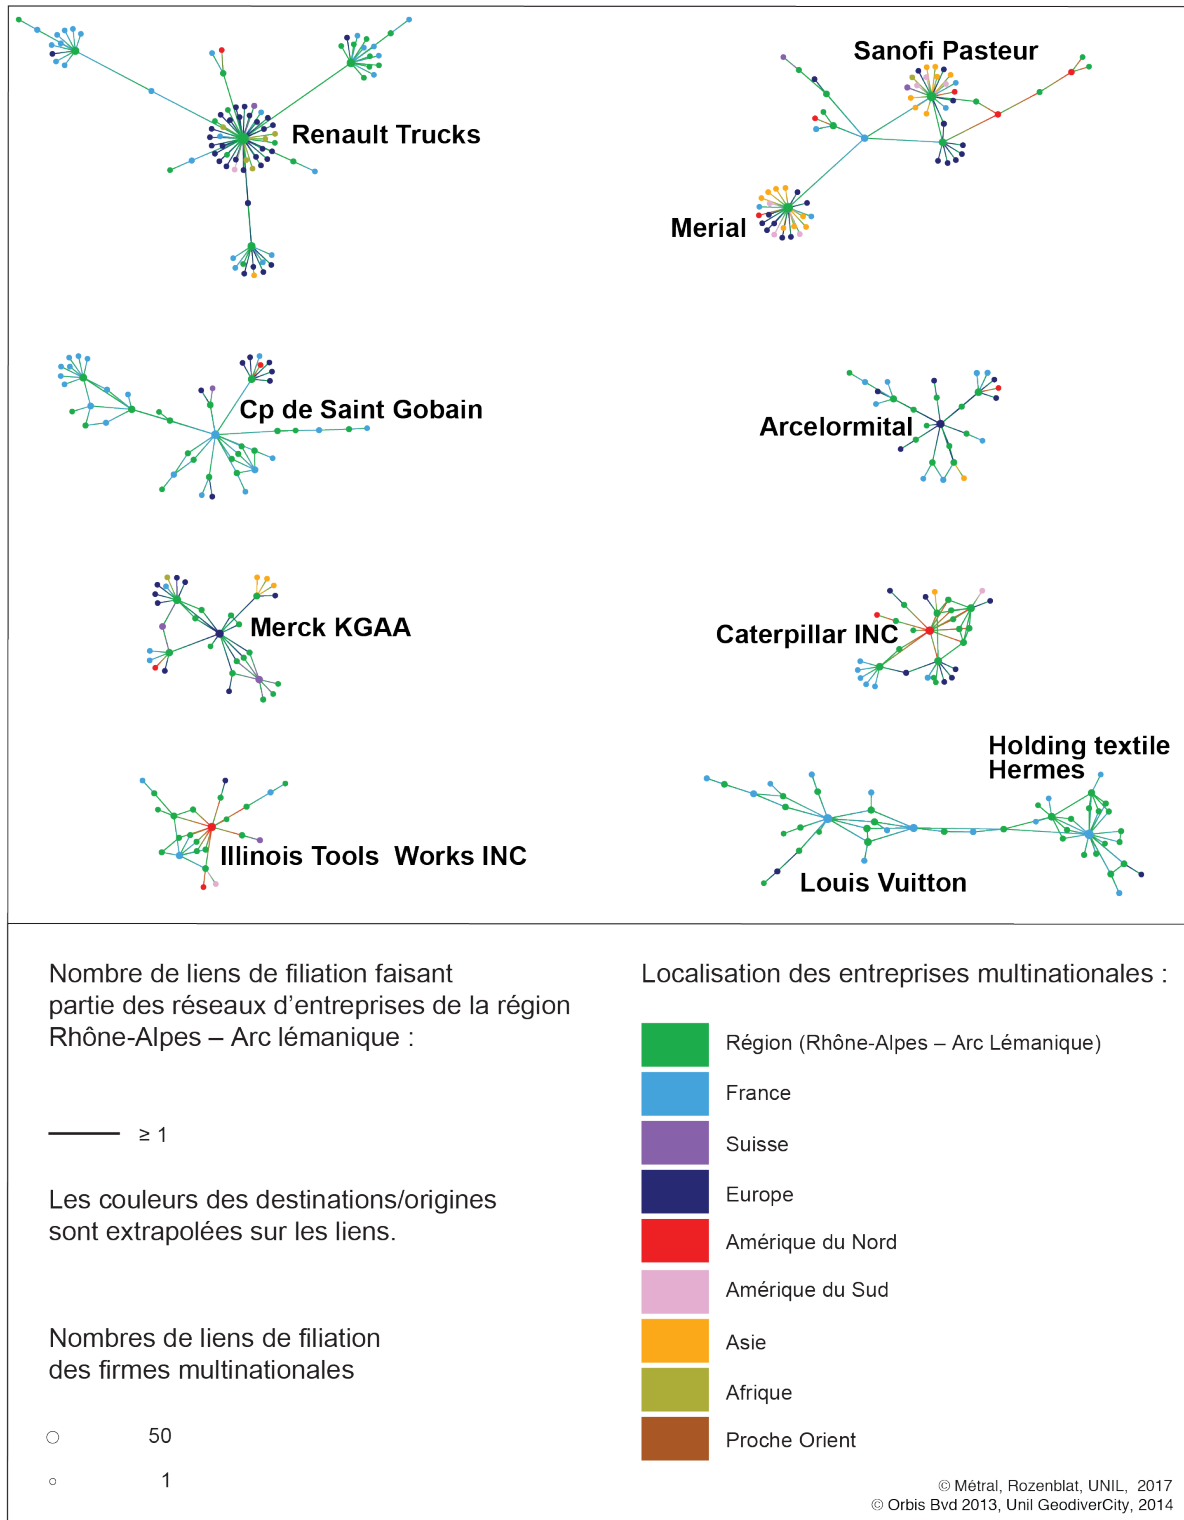 Sanofi Pasteur
Renault Trucks
Merial
Cp de Saint Gobain
Arcelormital
Merck KGAA
Caterpillar INC
Holding textile
Hermes
Illinois Tools Works INC
Louis Vuitton
Nombre de liens de filiation faisant
partie des réseaux d'entreprises de la région
Rhône-Alpes – Arc lémanique :
≥ 1
Les couleurs des destinations/origines
sont extrapolées sur les liens.
Nombres de liens de filiation
des firmes multinationales
50
1
Localisation des entreprises multinationales :
Région (Rhône-Alpes – Arc Lémanique)
France
Suisse
Europe
Amérique du Nord
Amérique du Sud
Asie
Afrique
Proche Orient
© Métral, Rozenblat, UNIL, 2017
© Orbis Bvd 2013, Unil GeodiverCity, 2014